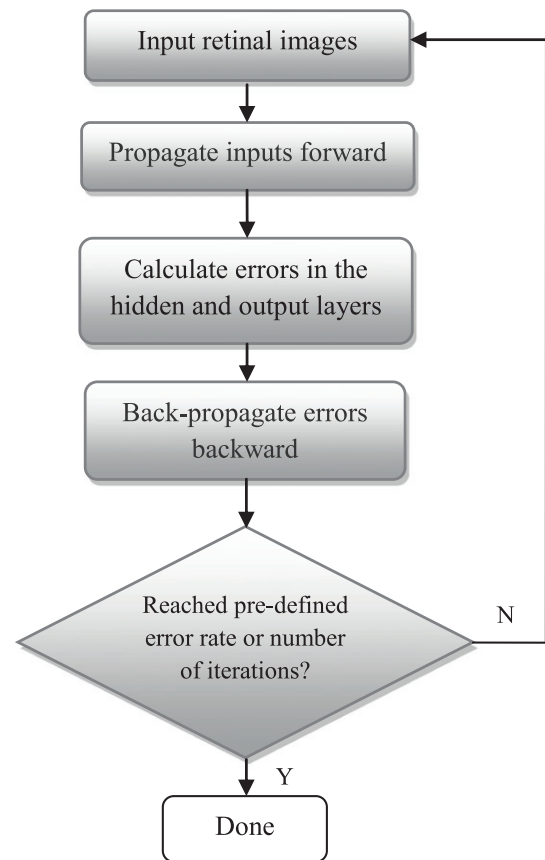 Input retinal images
Propagate inputs forward
Calculate errors in the
hidden and output layers
Back-propagate errors
backward
Reached pre-defined
error rate or number
of iterations?
N
Y
Done